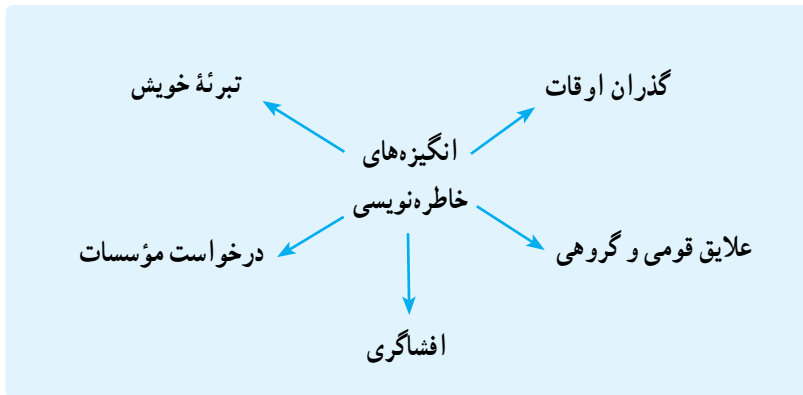 گذران اوقات
تبرئهٔ خویش
انگیزه‌های
خاطره‌نویسی
علایق قومی و گروهی
درخواست مؤسسات
افشاگری